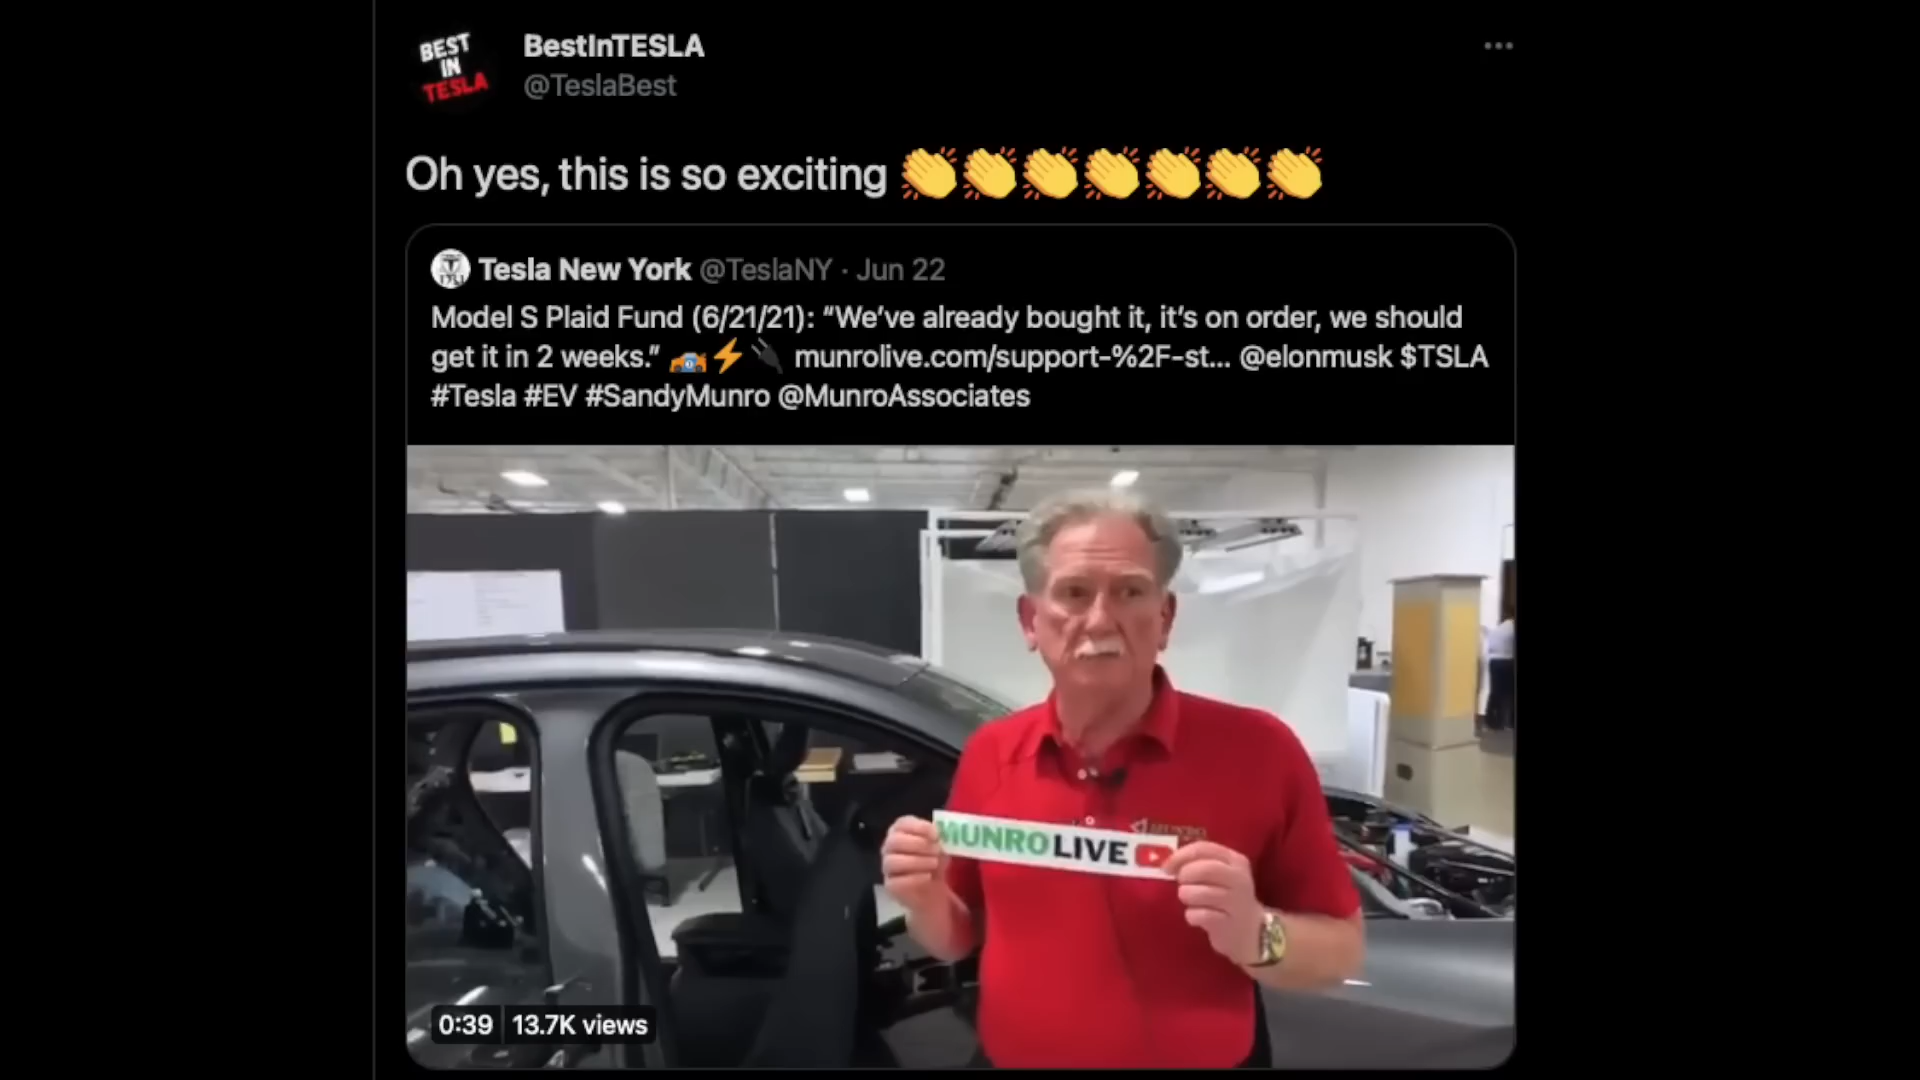 BEST
IN
TESLA
BestInTESLA
@TeslaBest
Oh yes, this is so exciting 👏👏👏👏👏👏👏
Tesla New York @TeslaNY · Jun 22
Model S Plaid Fund (6/21/21): “We’ve already bought it, it’s on order, we should
get it in 2 weeks.” 🏎️⚡🔌 munrolive.com/support-%2F-st... @elonmusk $TSLA
#Tesla #EV #SandyMunro @MunroAssociates
MUNRO LIVE
0:39 13.7K views